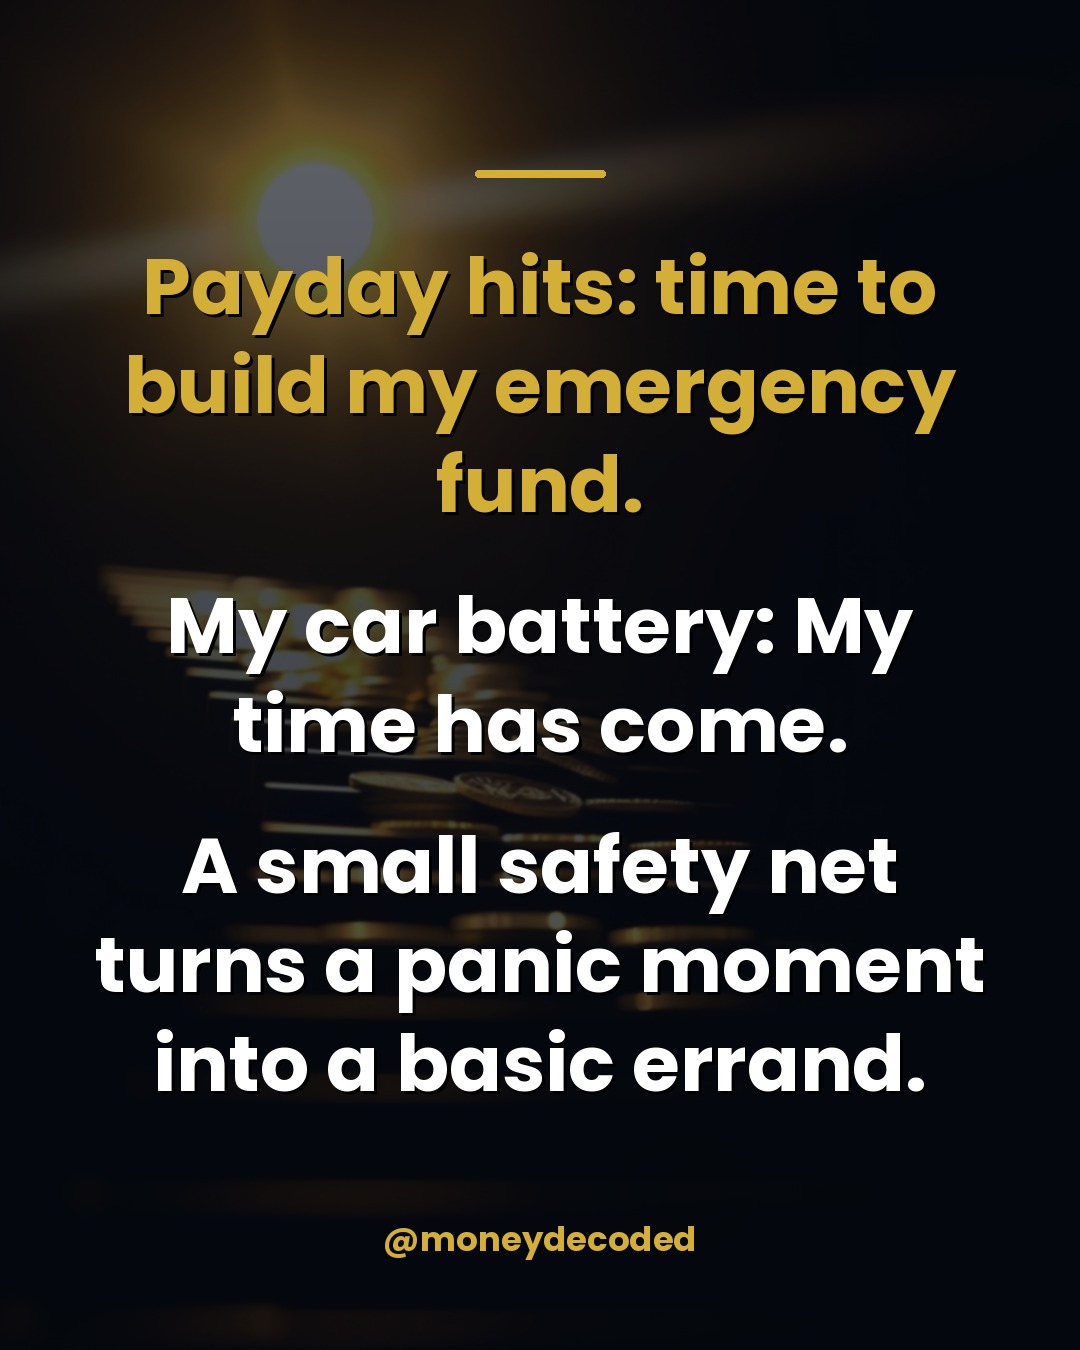 Payday hits: time to
build my emergency
fund.
My car battery: My
time has come.
A small safety net
turns a panic moment
into a basic errand.
@moneydecoded